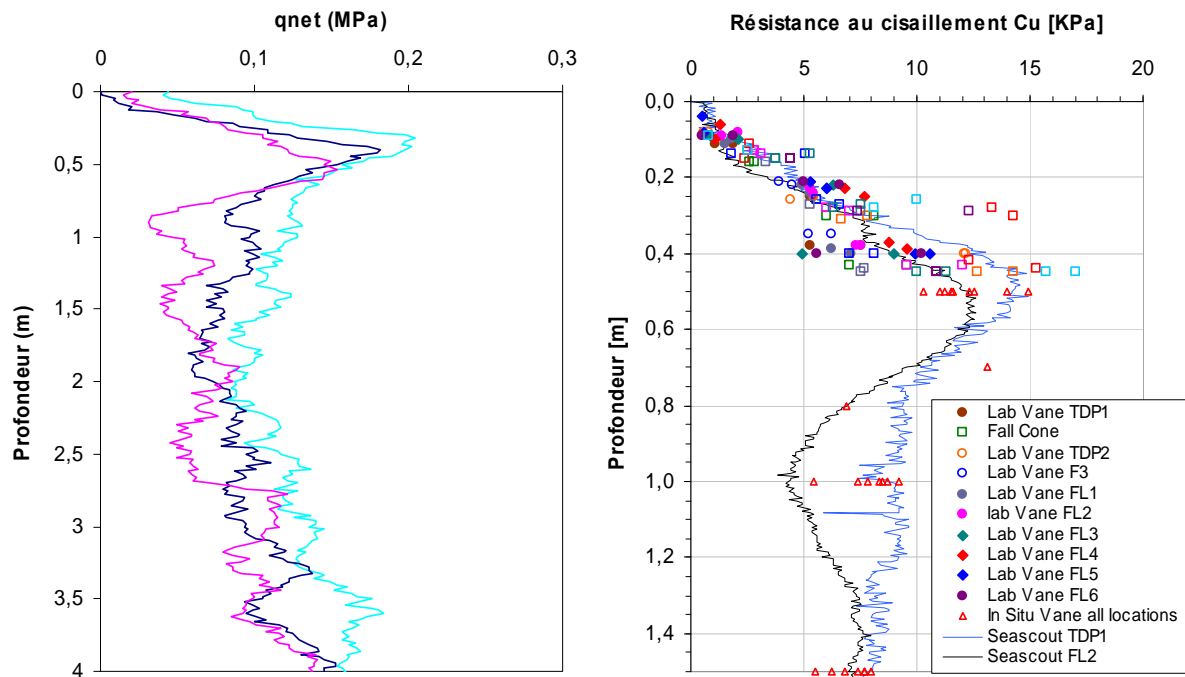 qnet (MPa)
0
0,1
0,2
0,3
0
0,5
1
1,5
2
2,5
3
3,5
4
Profondeur (m)
Résistance au cisaillement Cu [KPa]
0
5
10
15
20
0,0
0,2
0,4
0,6
0,8
1,0
1,2
1,4
Profondeur [m]
Lab Vane TDP1
Fall Cone
Lab Vane TDP2
Lab Vane F3
Lab Vane FL1
lab Vane FL2
Lab Vane FL3
Lab Vane FL4
Lab Vane FL5
Lab Vane FL6
In Situ Vane all locations
Seascout TDP1
Seascout FL2